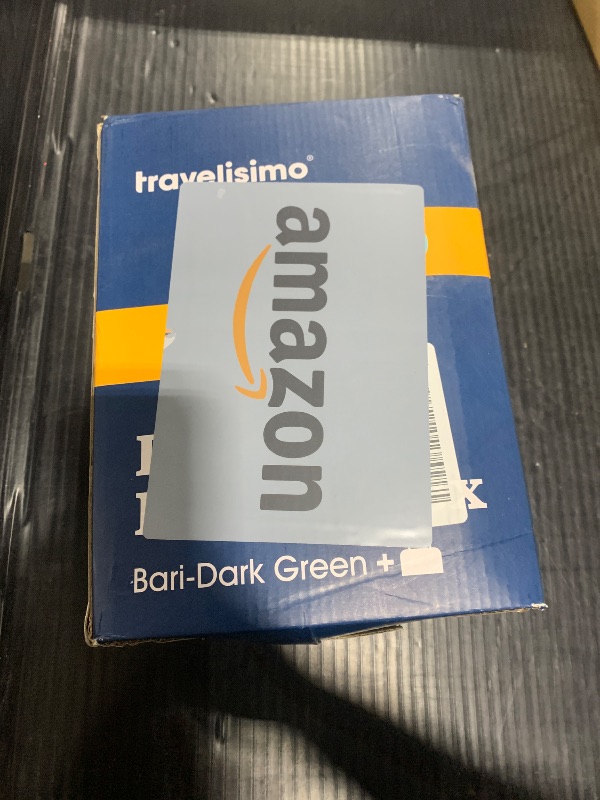 travelisimo®
amazon
Bari-Dark Green +